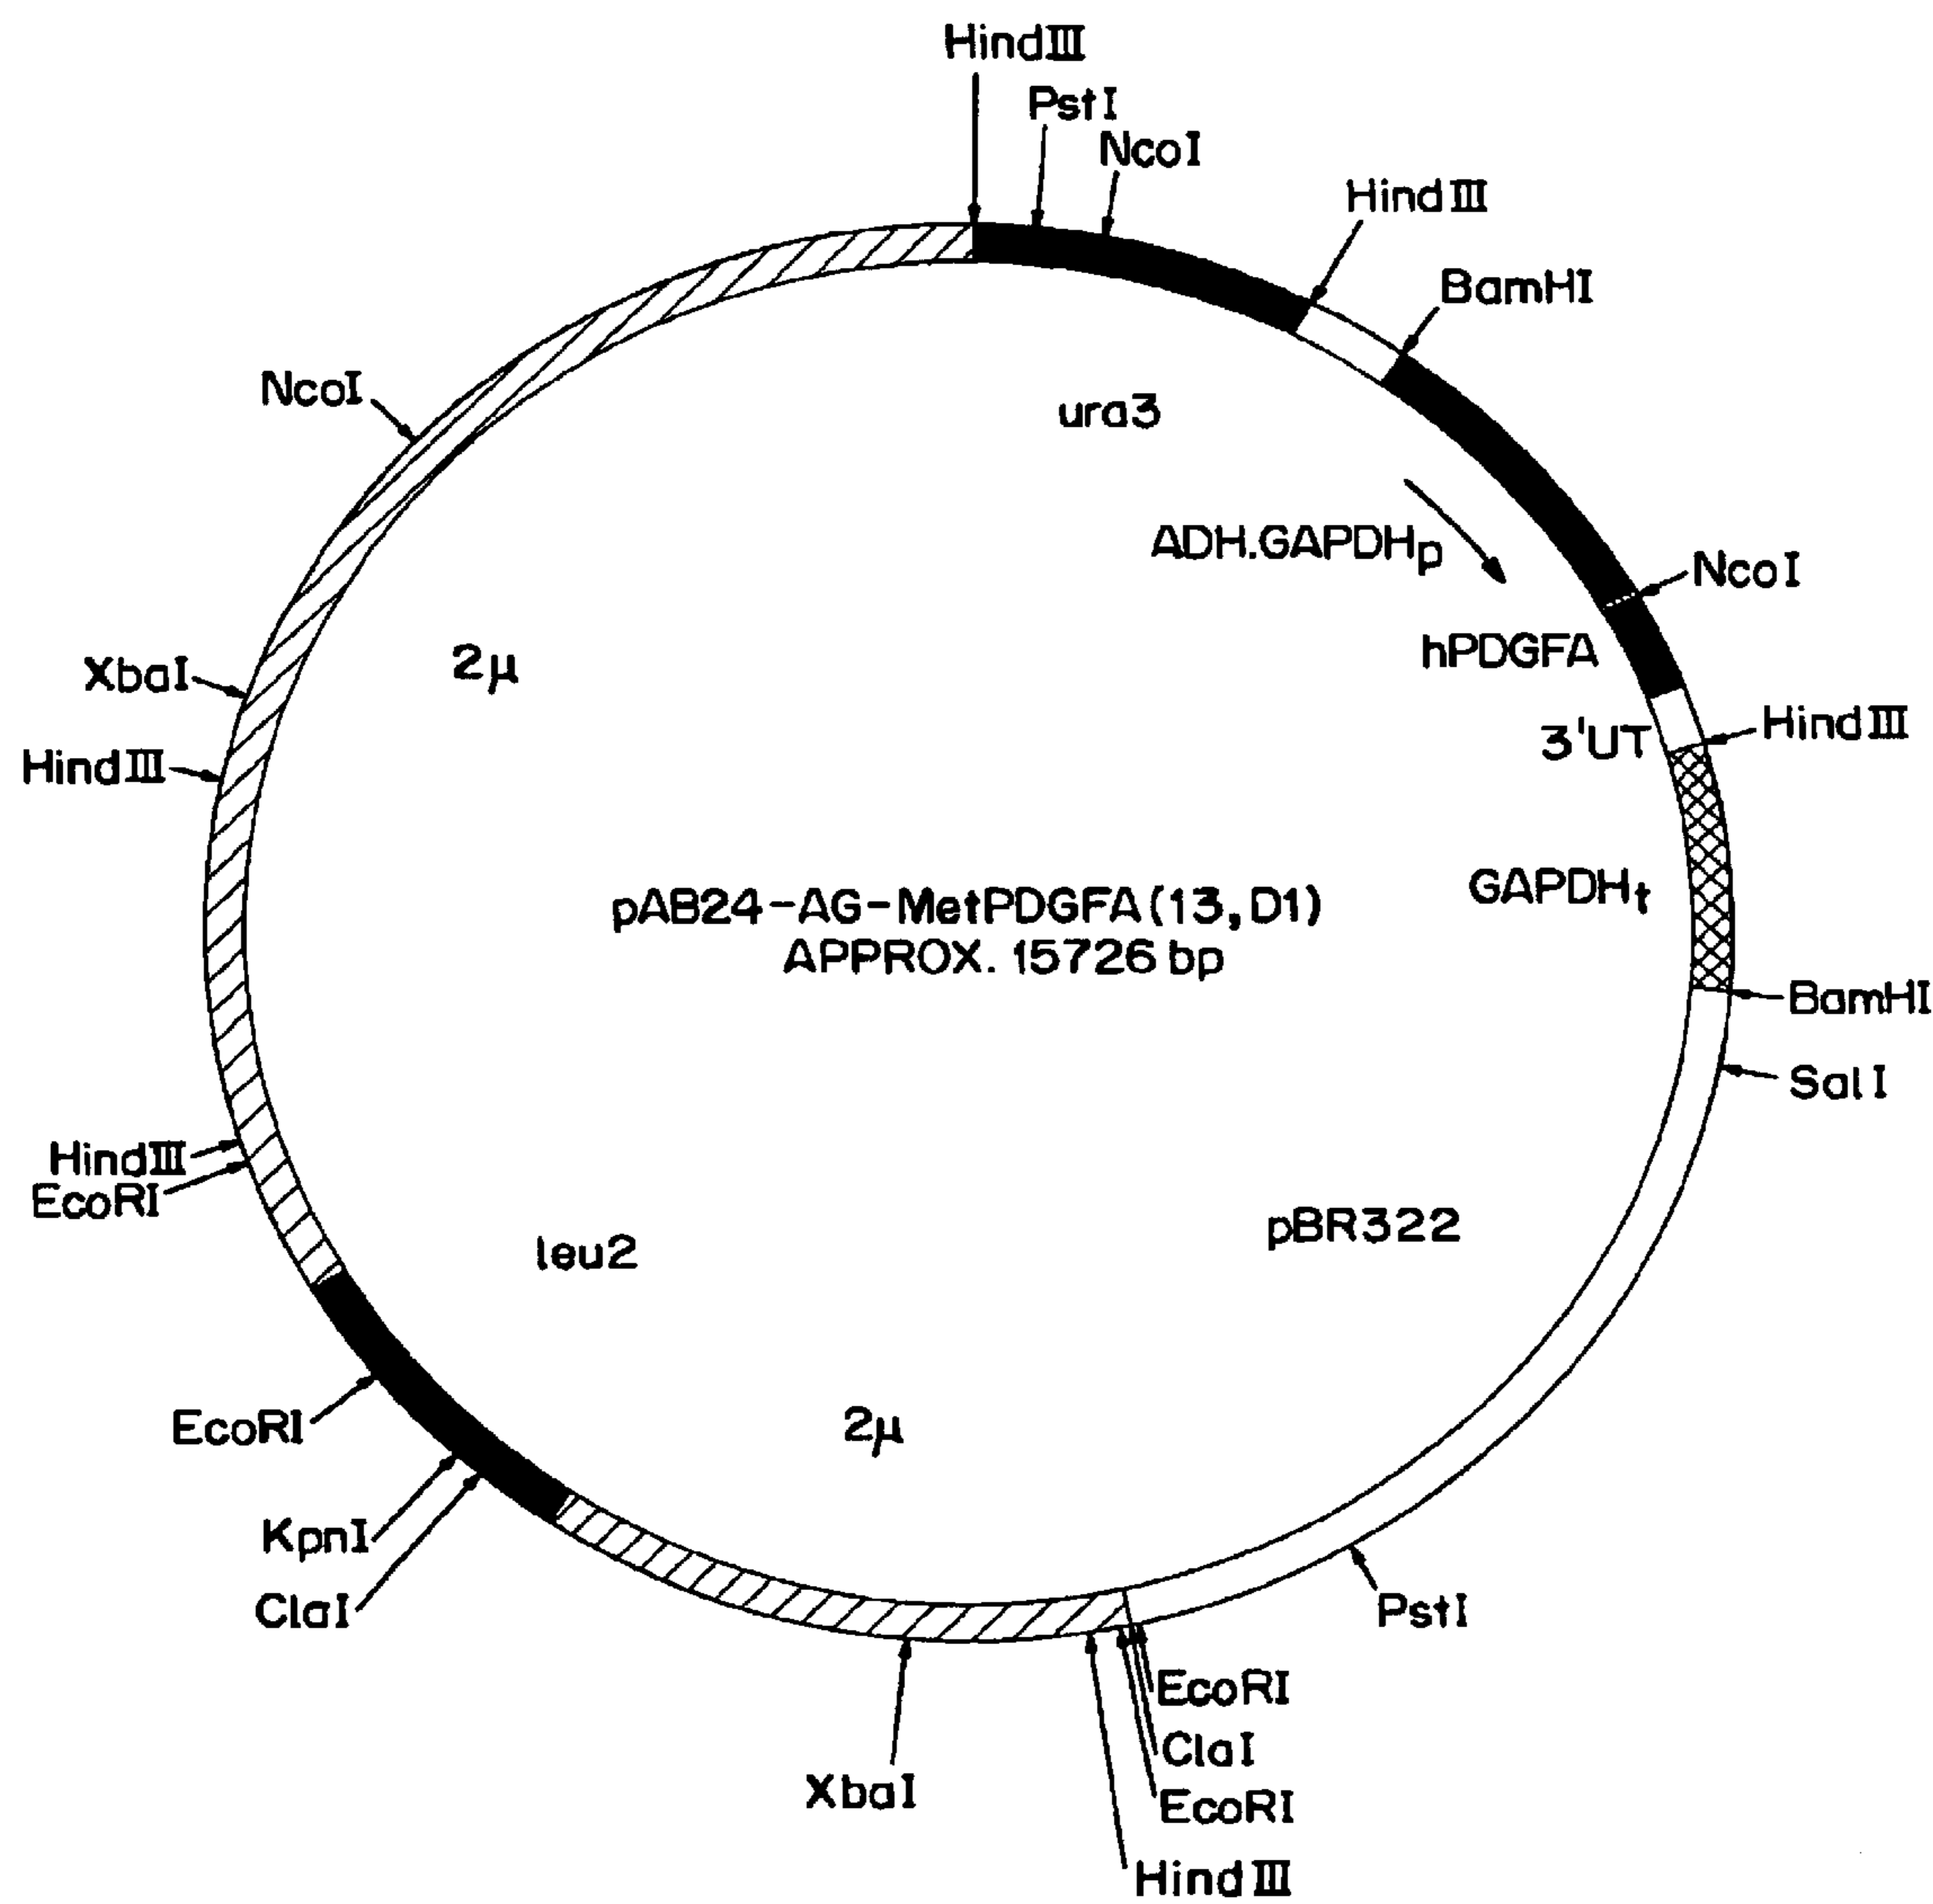 HindIII
PstI
NcoI
HindIII
BamHI
NcoI
ura3
ADH.GAPDHp
NcoI
hPDGFA
XbaI
2μ
3'UT
HindIII
HindIII
GAPDHt
pAB24-AG-MetPDGFA(13,D1)
APPROX. 15726 bp
BamHI
SalI
HindIII
EcoRI
leu2
pBR322
EcoRI
2μ
KpnI
ClaI
PstI
EcoRI
ClaI
XbaI
EcoRI
HindIII